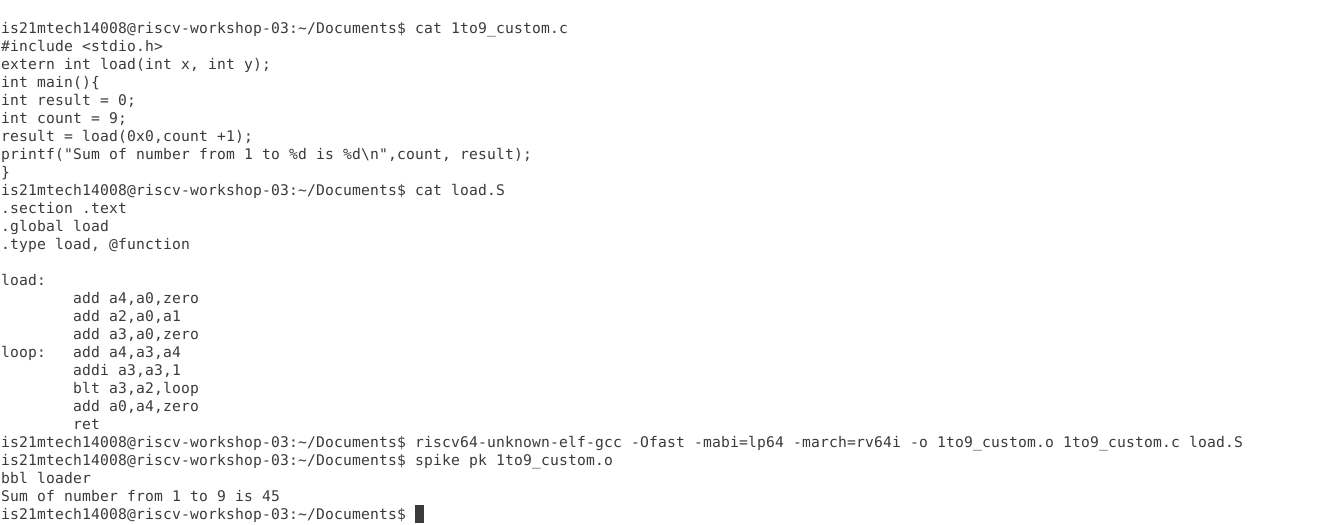 is21mtech14008@riscv-workshop-03:~/Documents$ cat 1to9_custom.c
#include <stdio.h>
extern int load(int x, int y);
int main(){
int result = 0;
int count = 9;
result = load(0x0,count +1);
printf("Sum of number from 1 to %d is %d\n",count, result);
}
is21mtech14008@riscv-workshop-03:~/Documents$ cat load.S
.section .text
.global load
.type load, @function

load:
        add a4,a0,zero
        add a2,a0,a1
        add a3,a0,zero
loop:   add a4,a3,a4
        addi a3,a3,1
        blt a3,a2,loop
        add a0,a4,zero
        ret
is21mtech14008@riscv-workshop-03:~/Documents$ riscv64-unknown-elf-gcc -Ofast -mabi=lp64 -march=rv64i -o 1to9_custom.o 1to9_custom.c load.S
is21mtech14008@riscv-workshop-03:~/Documents$ spike pk 1to9_custom.o
bbl loader
Sum of number from 1 to 9 is 45
is21mtech14008@riscv-workshop-03:~/Documents$